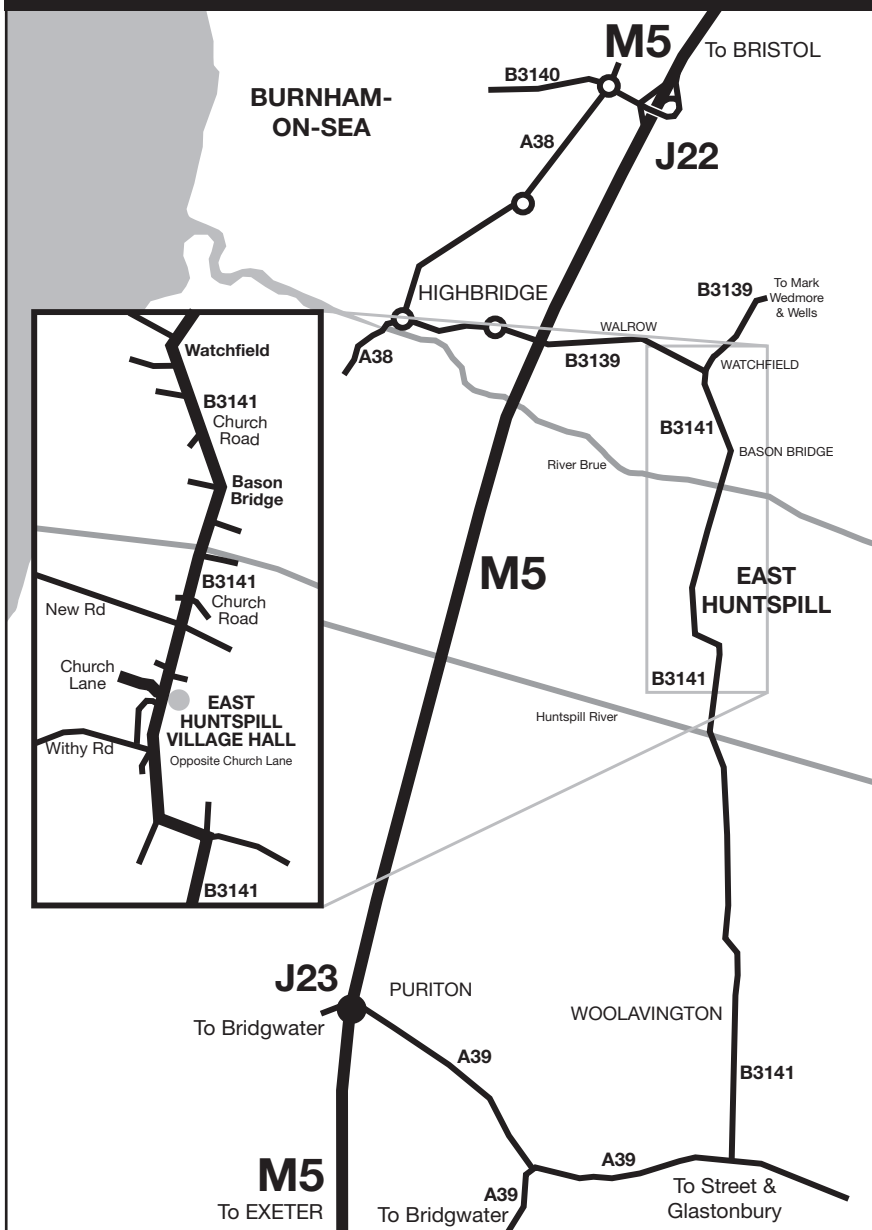 M5
To BRISTOL
B3140
BURNHAM-
ON-SEA
A38
J22
B3139
To Mark
Wedmore
& Wells
HIGHBRIDGE
WALROW
A38
B3139
WATCHFIELD
Watchfield
B3141
Church
Road
B3141
BASON BRIDGE
River Brue
Bason
Bridge
M5
EAST
HUNTSPILL
B3141
Church
Road
New Rd
Church
Lane
B3141
EAST
HUNTSPILL
VILLAGE HALL
Opposite Church Lane
Withy Rd
Huntspill River
B3141
J23
PURITON
To Bridgwater
WOOLAVINGTON
A39
B3141
M5
To EXETER
A39
To Bridgwater
A39
To Street &
Glastonbury